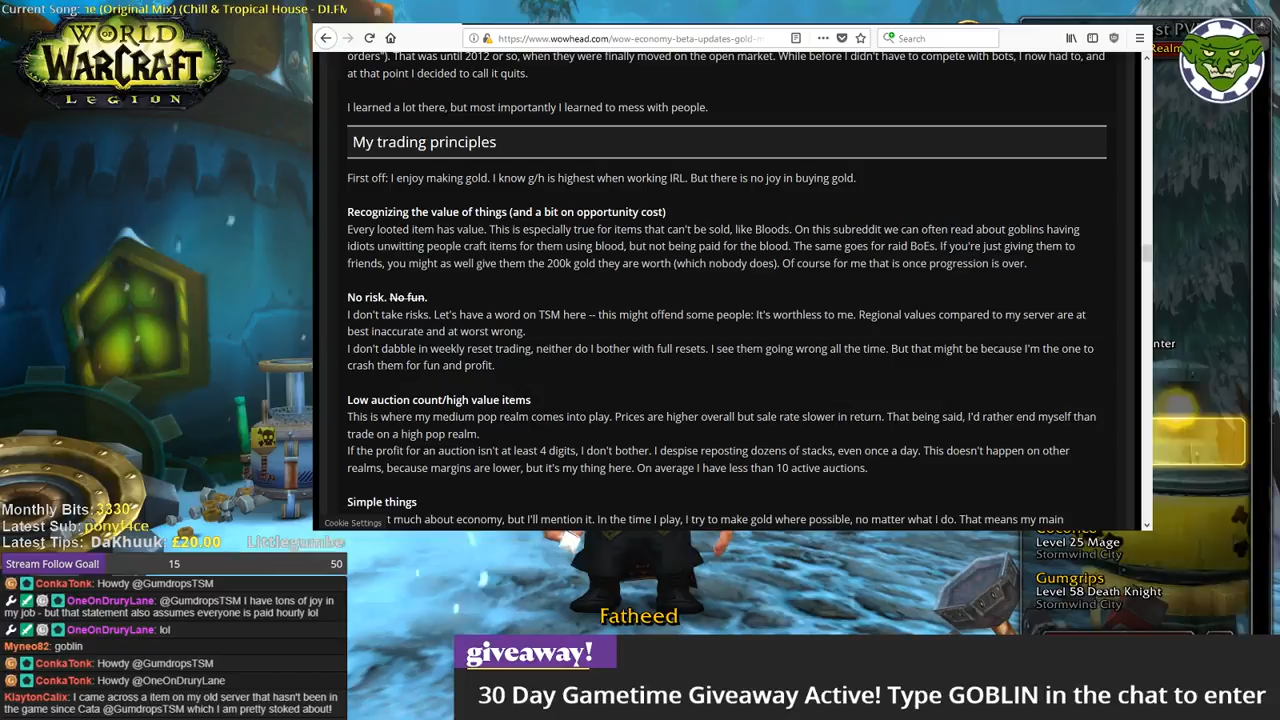 Current Song: ne (Original Mix) (Chill & Tropical House - DI.FM
WORLD
OF
WARCRAFT
LEGION
https://www.wowhead.com/wow-economy-beta-updates-gold-m
Search
orders"). That was until 2012 or so, when they were finally moved on the open market. While before I didn't have to compete with bots, I now had to, and
at that point I decided to call it quits.
I learned a lot there, but most importantly I learned to mess with people.
My trading principles
First off: I enjoy making gold. I know g/h is highest when working IRL. But there is no joy in buying gold.
Recognizing the value of things (and a bit on opportunity cost)
Every looted item has value. This is especially true for items that can't be sold, like Bloods. On this subreddit we can often read about goblins having
idiots unwitting people craft items for them using blood, but not being paid for the blood. The same goes for raid BoEs. If you're just giving them to
friends, you might as well give them the 200k gold they are worth (which nobody does). Of course for me that is once progression is over.
No risk. No fun.
I don't take risks. Let's have a word on TSM here -- this might offend some people: It's worthless to me. Regional values compared to my server are at
best inaccurate and at worst wrong.
I don't dabble in weekly reset trading, neither do I bother with full resets. I see them going wrong all the time. But that might be because I'm the one to
crash them for fun and profit.
Low auction count/high value items
This is where my medium pop realm comes into play. Prices are higher overall but sale rate slower in return. That being said, I'd rather end myself than
trade on a high pop realm.
If the profit for an auction isn't at least 4 digits, I don't bother. I despise reposting dozens of stacks, even once a day. This doesn't happen on other
realms, because margins are lower, but it's my thing here. On average I have less than 10 active auctions.
Simple things
t much about economy, but I'll mention it. In the time I play, I try to make gold where possible, no matter what I do. That means my main
Cookie Settings
Monthly Bits: 3330
Latest Sub: ponyf4ce
Latest Tips: DaKhuuk: £20.00 Littlegumbe
Stream Follow Goal! 15 50
ConkaTonk: Howdy @GumdropsTSM
OneOnDruryLane: @GumdropsTSM I have tons of joy in
my job - but that statement also assumes everyone is paid hourly lol
OneOnDruryLane: lol
Myneo82: goblin
ConkaTonk: Howdy @GumdropsTSM
ConkaTonk: Howdy @OneOnDruryLane
KlaytonCalix: I came across a item on my old server that hasn't been in
the game since Cata @GumdropsTSM which I am pretty stoked about!
Fatheed
Level 25 Mage
Stormwind City
Gumgrips
Level 58 Death Knight
Stormwind City
giveaway!
30 Day Gametime Giveaway Active! Type GOBLIN in the chat to enter